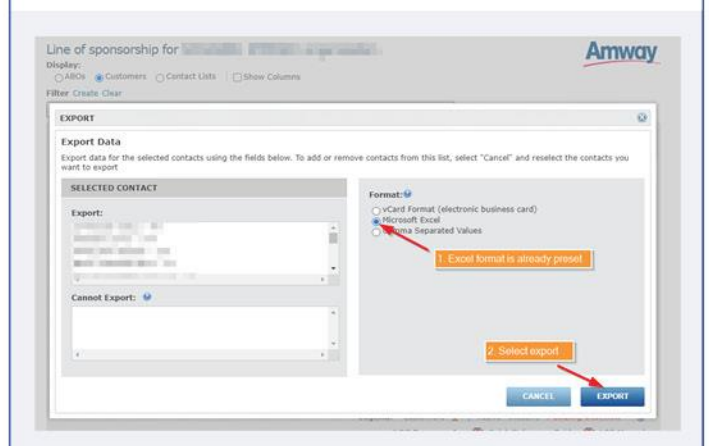 Line of sponsorship for
Amway
Display:
ABOs Customers Contact Lists Show Columns
Filter Create Clear
EXPORT
Export Data
Export data for the selected contacts using the fields below. To add or remove contacts from this list, select "Cancel" and reselect the contacts you
want to export
SELECTED CONTACT
Export:
Cannot Export:
Format:
vCard Format (electronic business card)
Microsoft Excel
Separated Values
1. Excel format is already preset
2. Select export
CANCEL
EXPORT